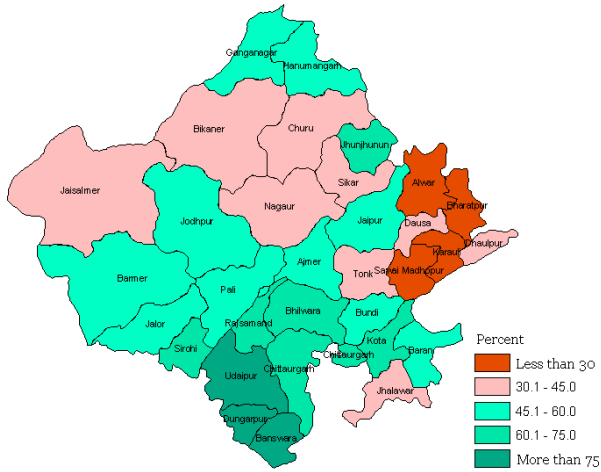 Ganganagar
Hanumangarh
Bikaner
Churu
Jhunjhunun
Sikar
Alwar
Jaisalmer
Nagaur
Bharatpur
Jodhpur
Jaipur
Dausa
Dhaulpur
Karauli
Ajmer
Tonk
Sawai Madhopur
Barmer
Pali
Bhilwara
Bundi
Jalor
Rajsamand
Kota
Baran
Sirohi
Chittaurgarh
Chittaurgarh
Udaipur
Jhalawar
Dungarpur
Banswara
Percent
Less than 30
30.1 - 45.0
45.1 - 60.0
60.1 - 75.0
More than 75